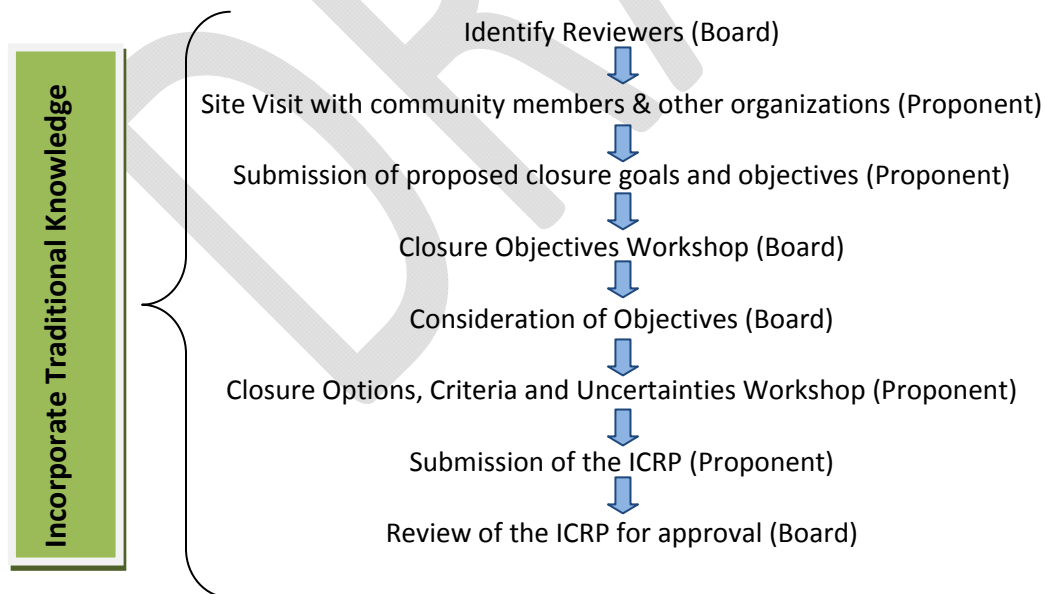 Incorporate Traditional Knowledge
Identify Reviewers (Board)
Site Visit with community members & other organizations (Proponent)
Submission of proposed closure goals and objectives (Proponent)
Closure Objectives Workshop (Board)
Consideration of Objectives (Board)
Closure Options, Criteria and Uncertainties Workshop (Proponent)
Submission of the ICRP (Proponent)
Review of the ICRP for approval (Board)